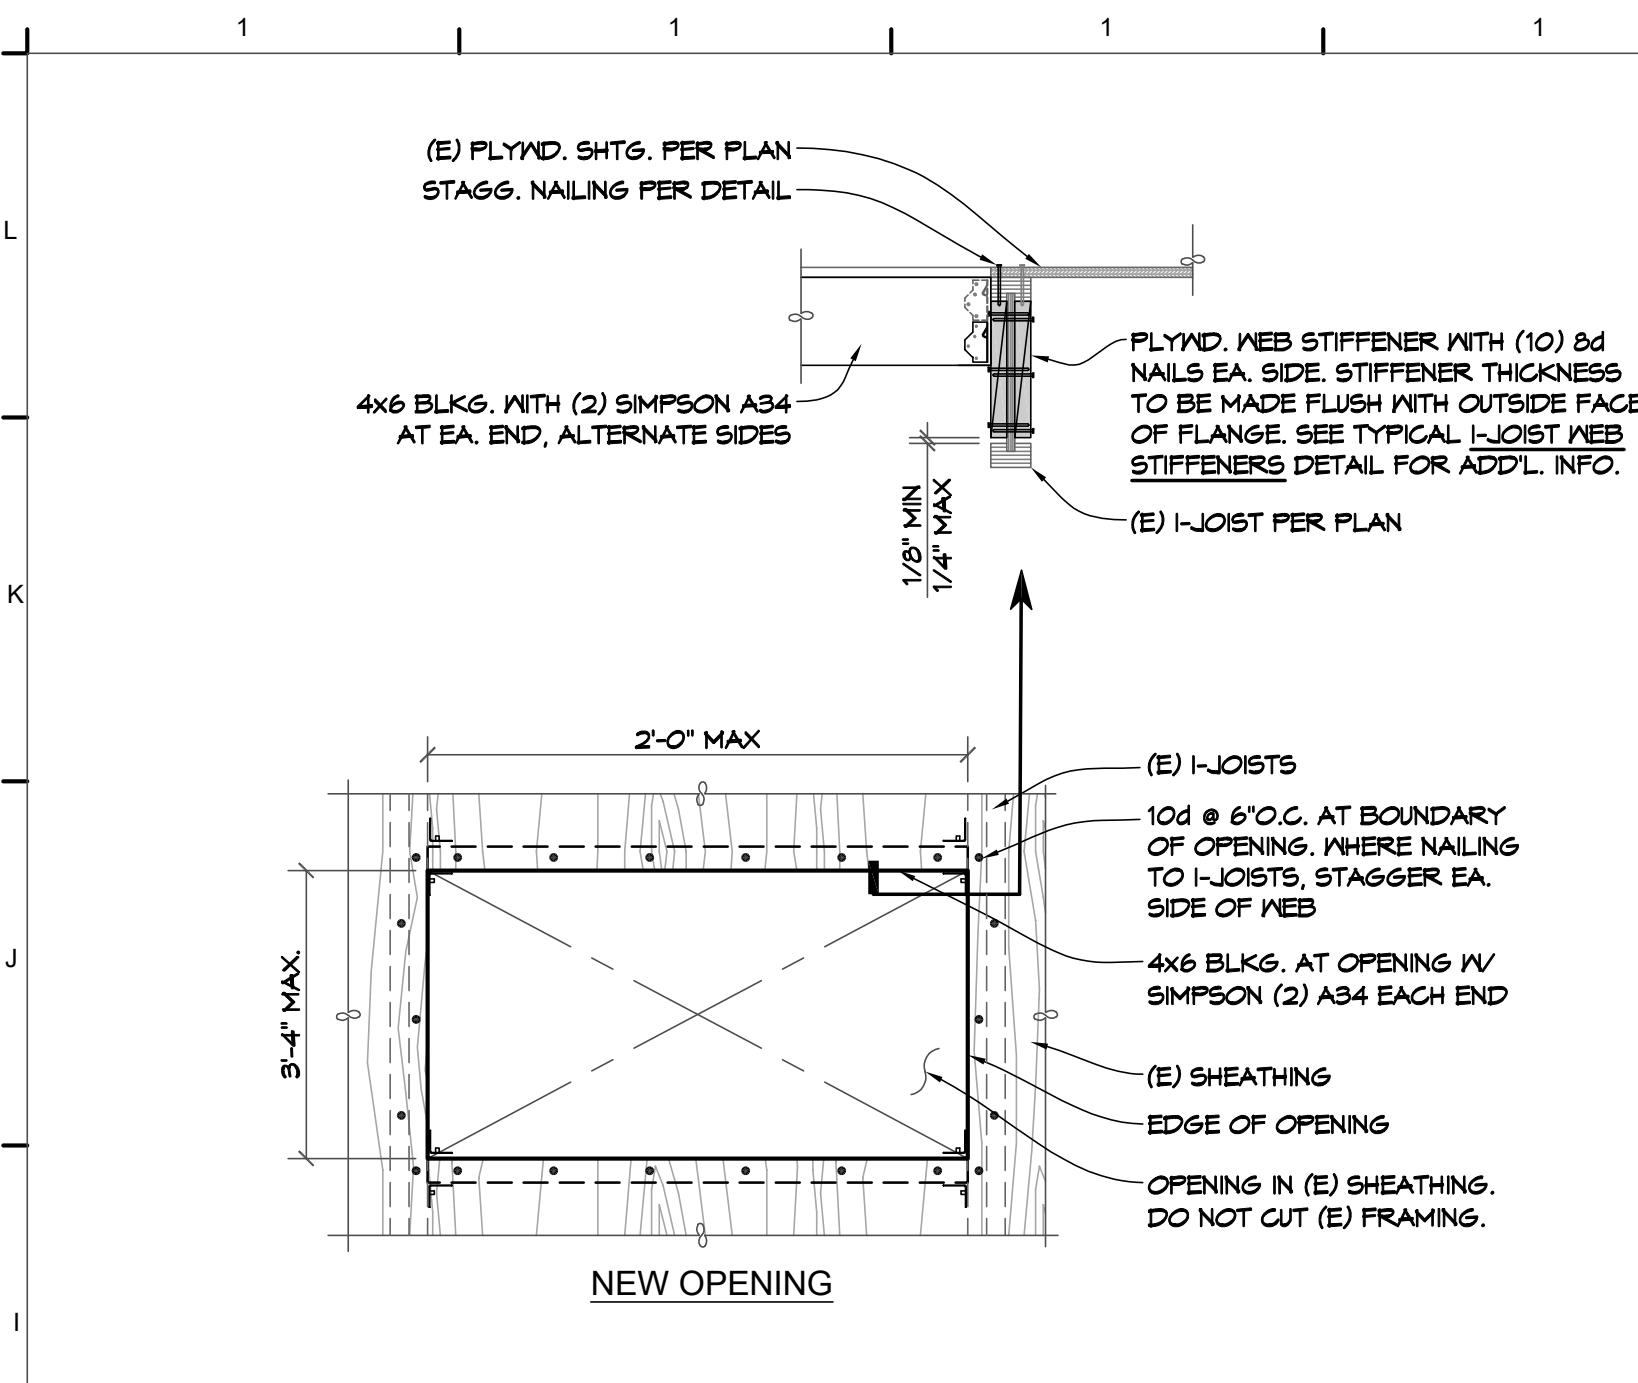 1 1 1 1
L
K
J
I
(E) PLYWD. SHTG. PER PLAN
STAGG. NAILING PER DETAIL
4x6 BLKG. WITH (2) SIMPSON A34
AT EA. END, ALTERNATE SIDES
PLYWD. WEB STIFFENER WITH (10) 8d
NAILS EA. SIDE. STIFFENER THICKNESS
TO BE MADE FLUSH WITH OUTSIDE FACE
OF FLANGE. SEE TYPICAL I-JOIST WEB
STIFFENERS DETAIL FOR ADD'L. INFO.
(E) I-JOIST PER PLAN
1/8" MIN
1/4" MAX
2'-0" MAX
3'-4" MAX.
(E) I-JOISTS
10d @ 6"O.C. AT BOUNDARY
OF OPENING. WHERE NAILING
TO I-JOISTS, STAGGER EA.
SIDE OF WEB
4x6 BLKG. AT OPENING W/
SIMPSON (2) A34 EACH END
(E) SHEATHING
EDGE OF OPENING
OPENING IN (E) SHEATHING.
DO NOT CUT (E) FRAMING.
NEW OPENING